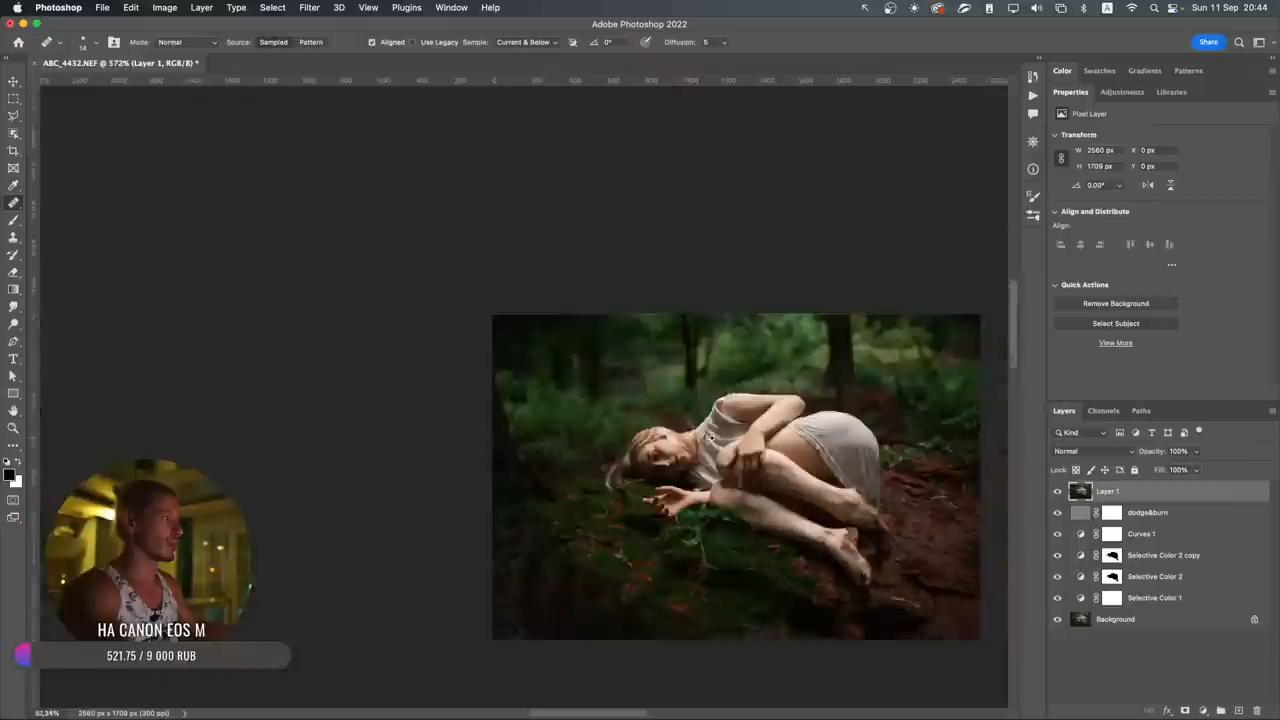 Photoshop File Edit Image Layer Type Select Filter 3D View Plugins Window Help A Sun 11 Sep 20:44
Adobe Photoshop 2022
14 Mode: Normal Source: Sampled Pattern Aligned Use Legacy Sample: Current & Below 0° Diffusion: 5 Share
ABC_4432.NEF @ 572% (Layer 1, RGB/8) *
Color Swatches Gradients Patterns
Properties Adjustments Libraries
Pixel Layer
Transform
W 2560 px X 0 px
H 1709 px Y 0 px
0.00°
Align and Distribute
Align:
Quick Actions
Remove Background
Select Subject
View More
Layers Channels Paths
Kind
Normal Opacity: 100%
Lock: Fill: 100%
Layer 1
dodge&burn
Curves 1
Selective Color 2 copy
Selective Color 2
Selective Color 1
Background
НА CANON EOS M
521.75 / 9 000 RUB
62,34% 2560 px x 1709 px (300 ppi)